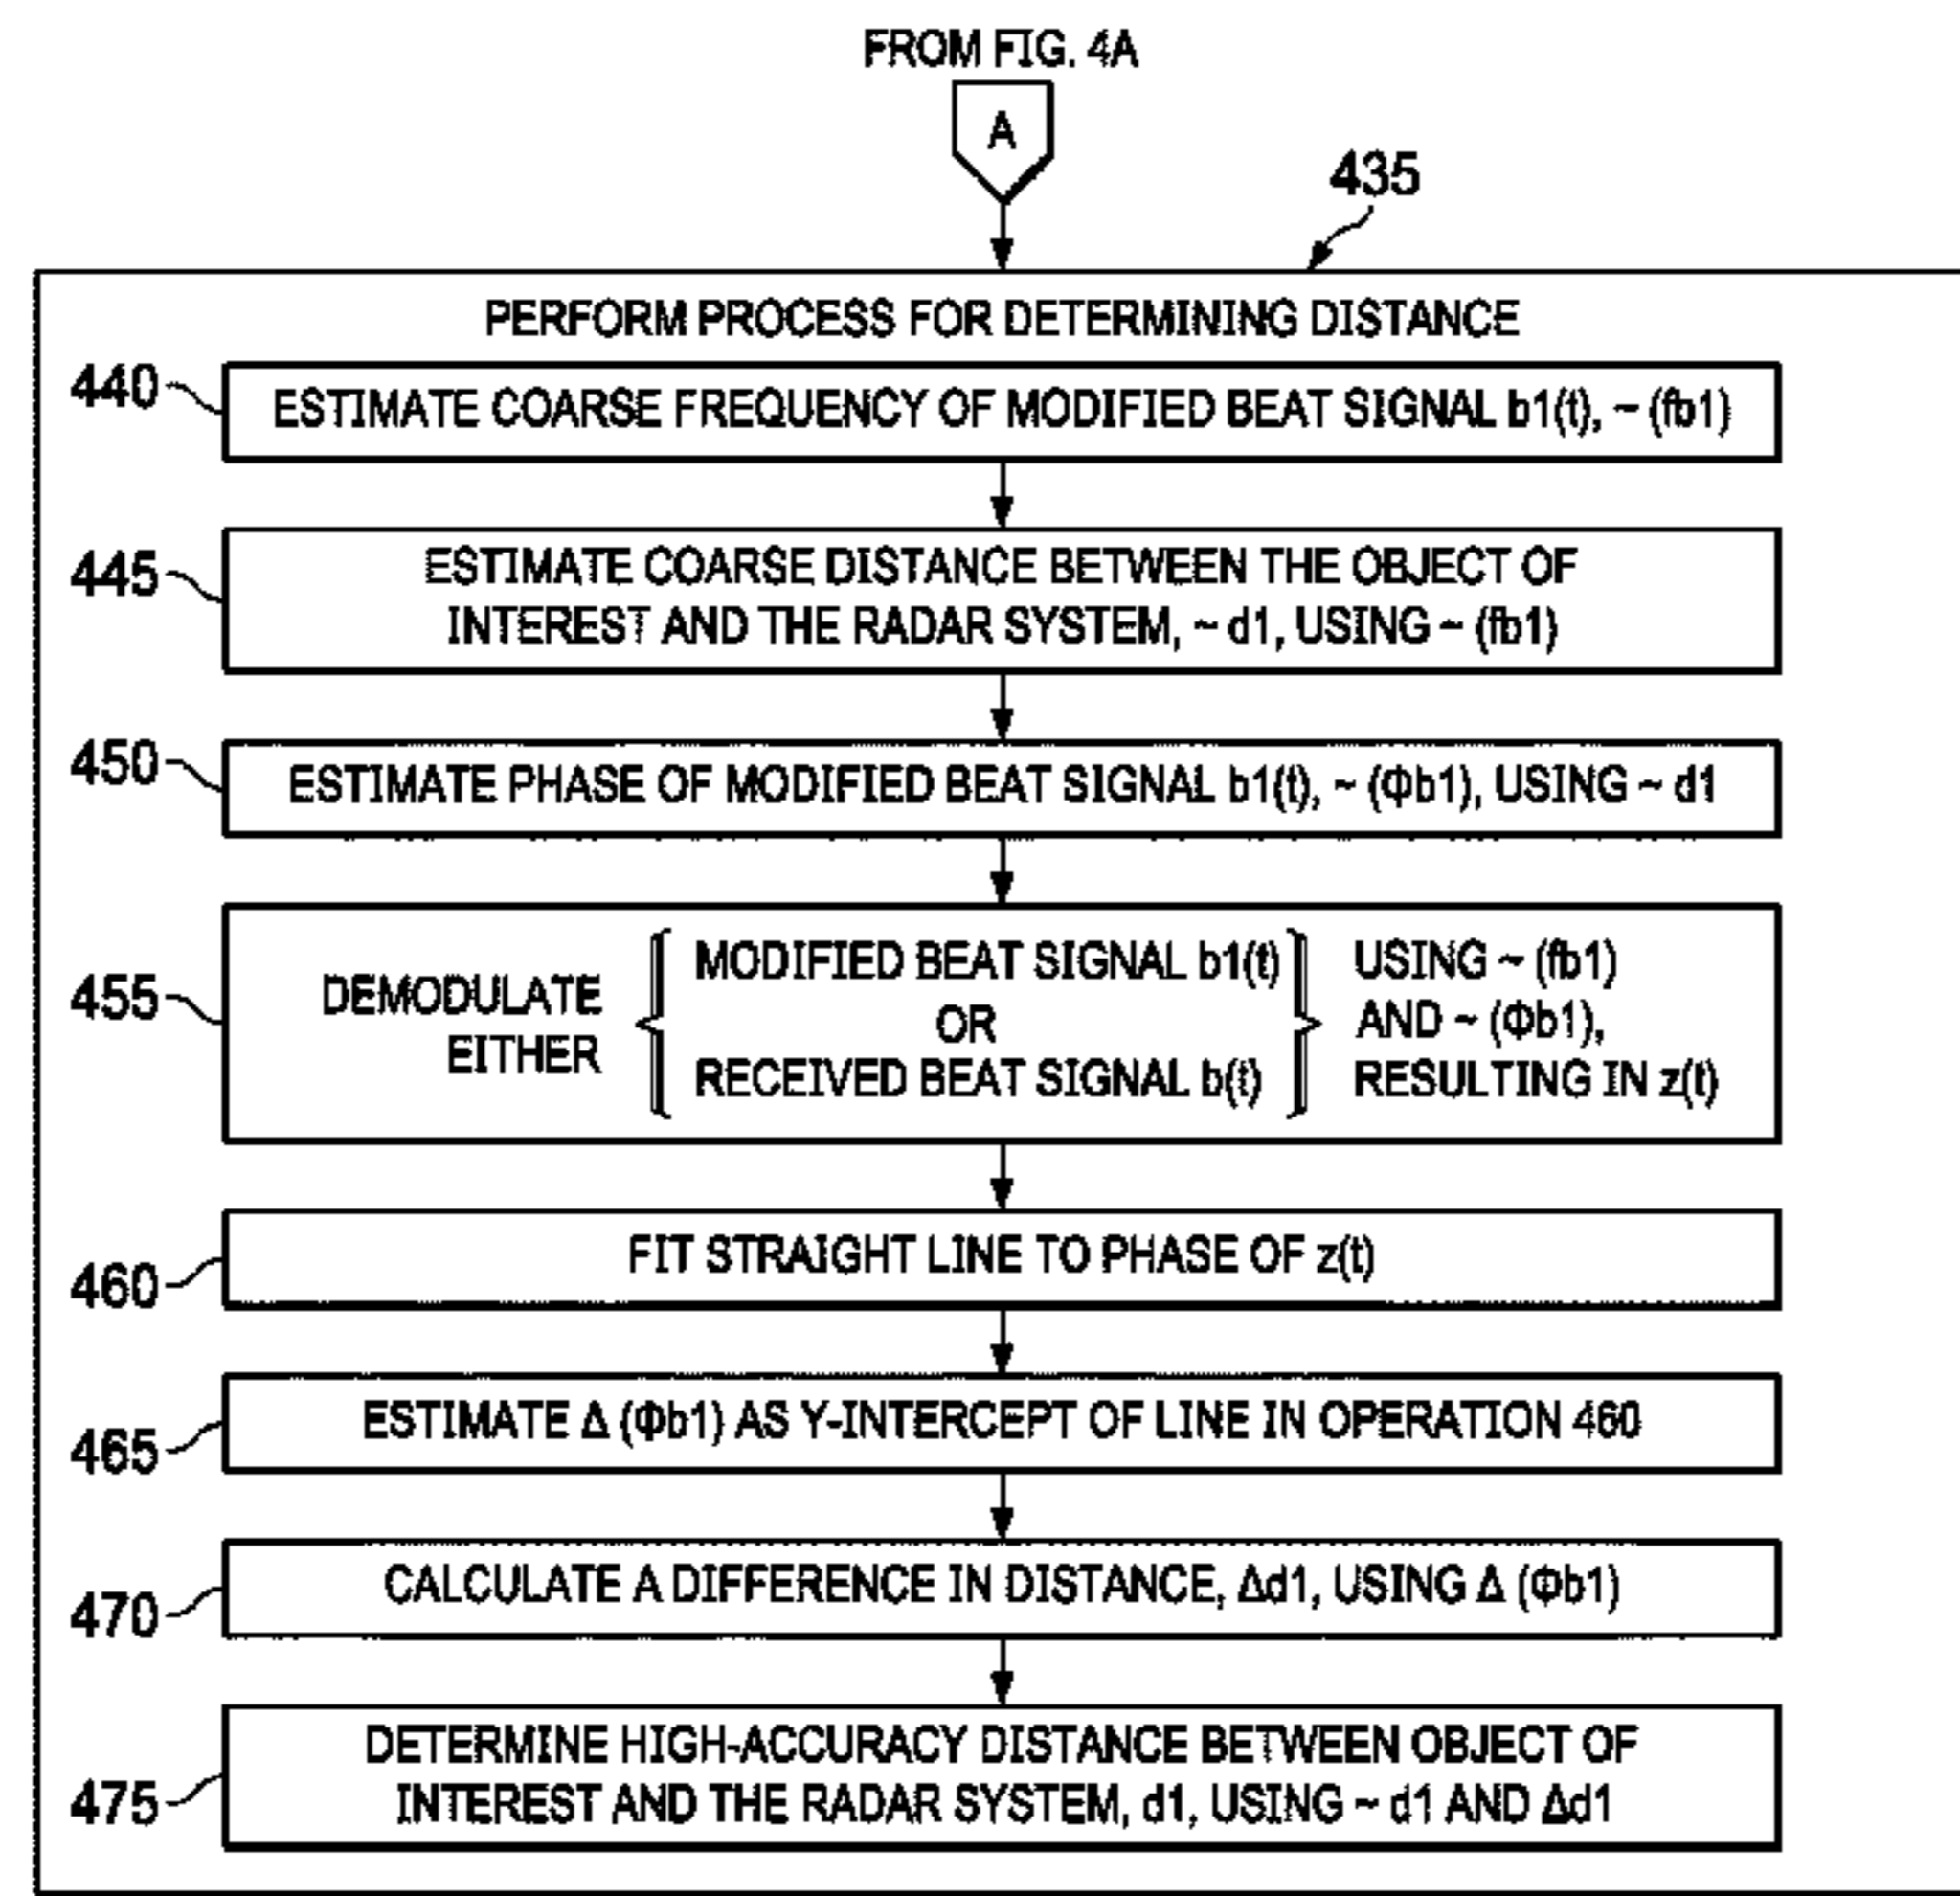 FROM FIG. 4A
A
435
PERFORM PROCESS FOR DETERMINING DISTANCE
440
ESTIMATE COARSE FREQUENCY OF MODIFIED BEAT SIGNAL b1(t), ~ (fb1)
445
ESTIMATE COARSE DISTANCE BETWEEN THE OBJECT OF
INTEREST AND THE RADAR SYSTEM, ~ d1, USING ~ (fb1)
450
ESTIMATE PHASE OF MODIFIED BEAT SIGNAL b1(t), ~ (Φb1), USING ~ d1
455
DEMODULATE
EITHER
MODIFIED BEAT SIGNAL b1(t)
OR
RECEIVED BEAT SIGNAL b(t)
USING ~ (fb1)
AND ~ (Φb1),
RESULTING IN z(t)
460
FIT STRAIGHT LINE TO PHASE OF z(t)
465
ESTIMATE Δ (Φb1) AS Y-INTERCEPT OF LINE IN OPERATION 460
470
CALCULATE A DIFFERENCE IN DISTANCE, Δd1, USING Δ (Φb1)
475
DETERMINE HIGH-ACCURACY DISTANCE BETWEEN OBJECT OF
INTEREST AND THE RADAR SYSTEM, d1, USING ~ d1 AND Δd1